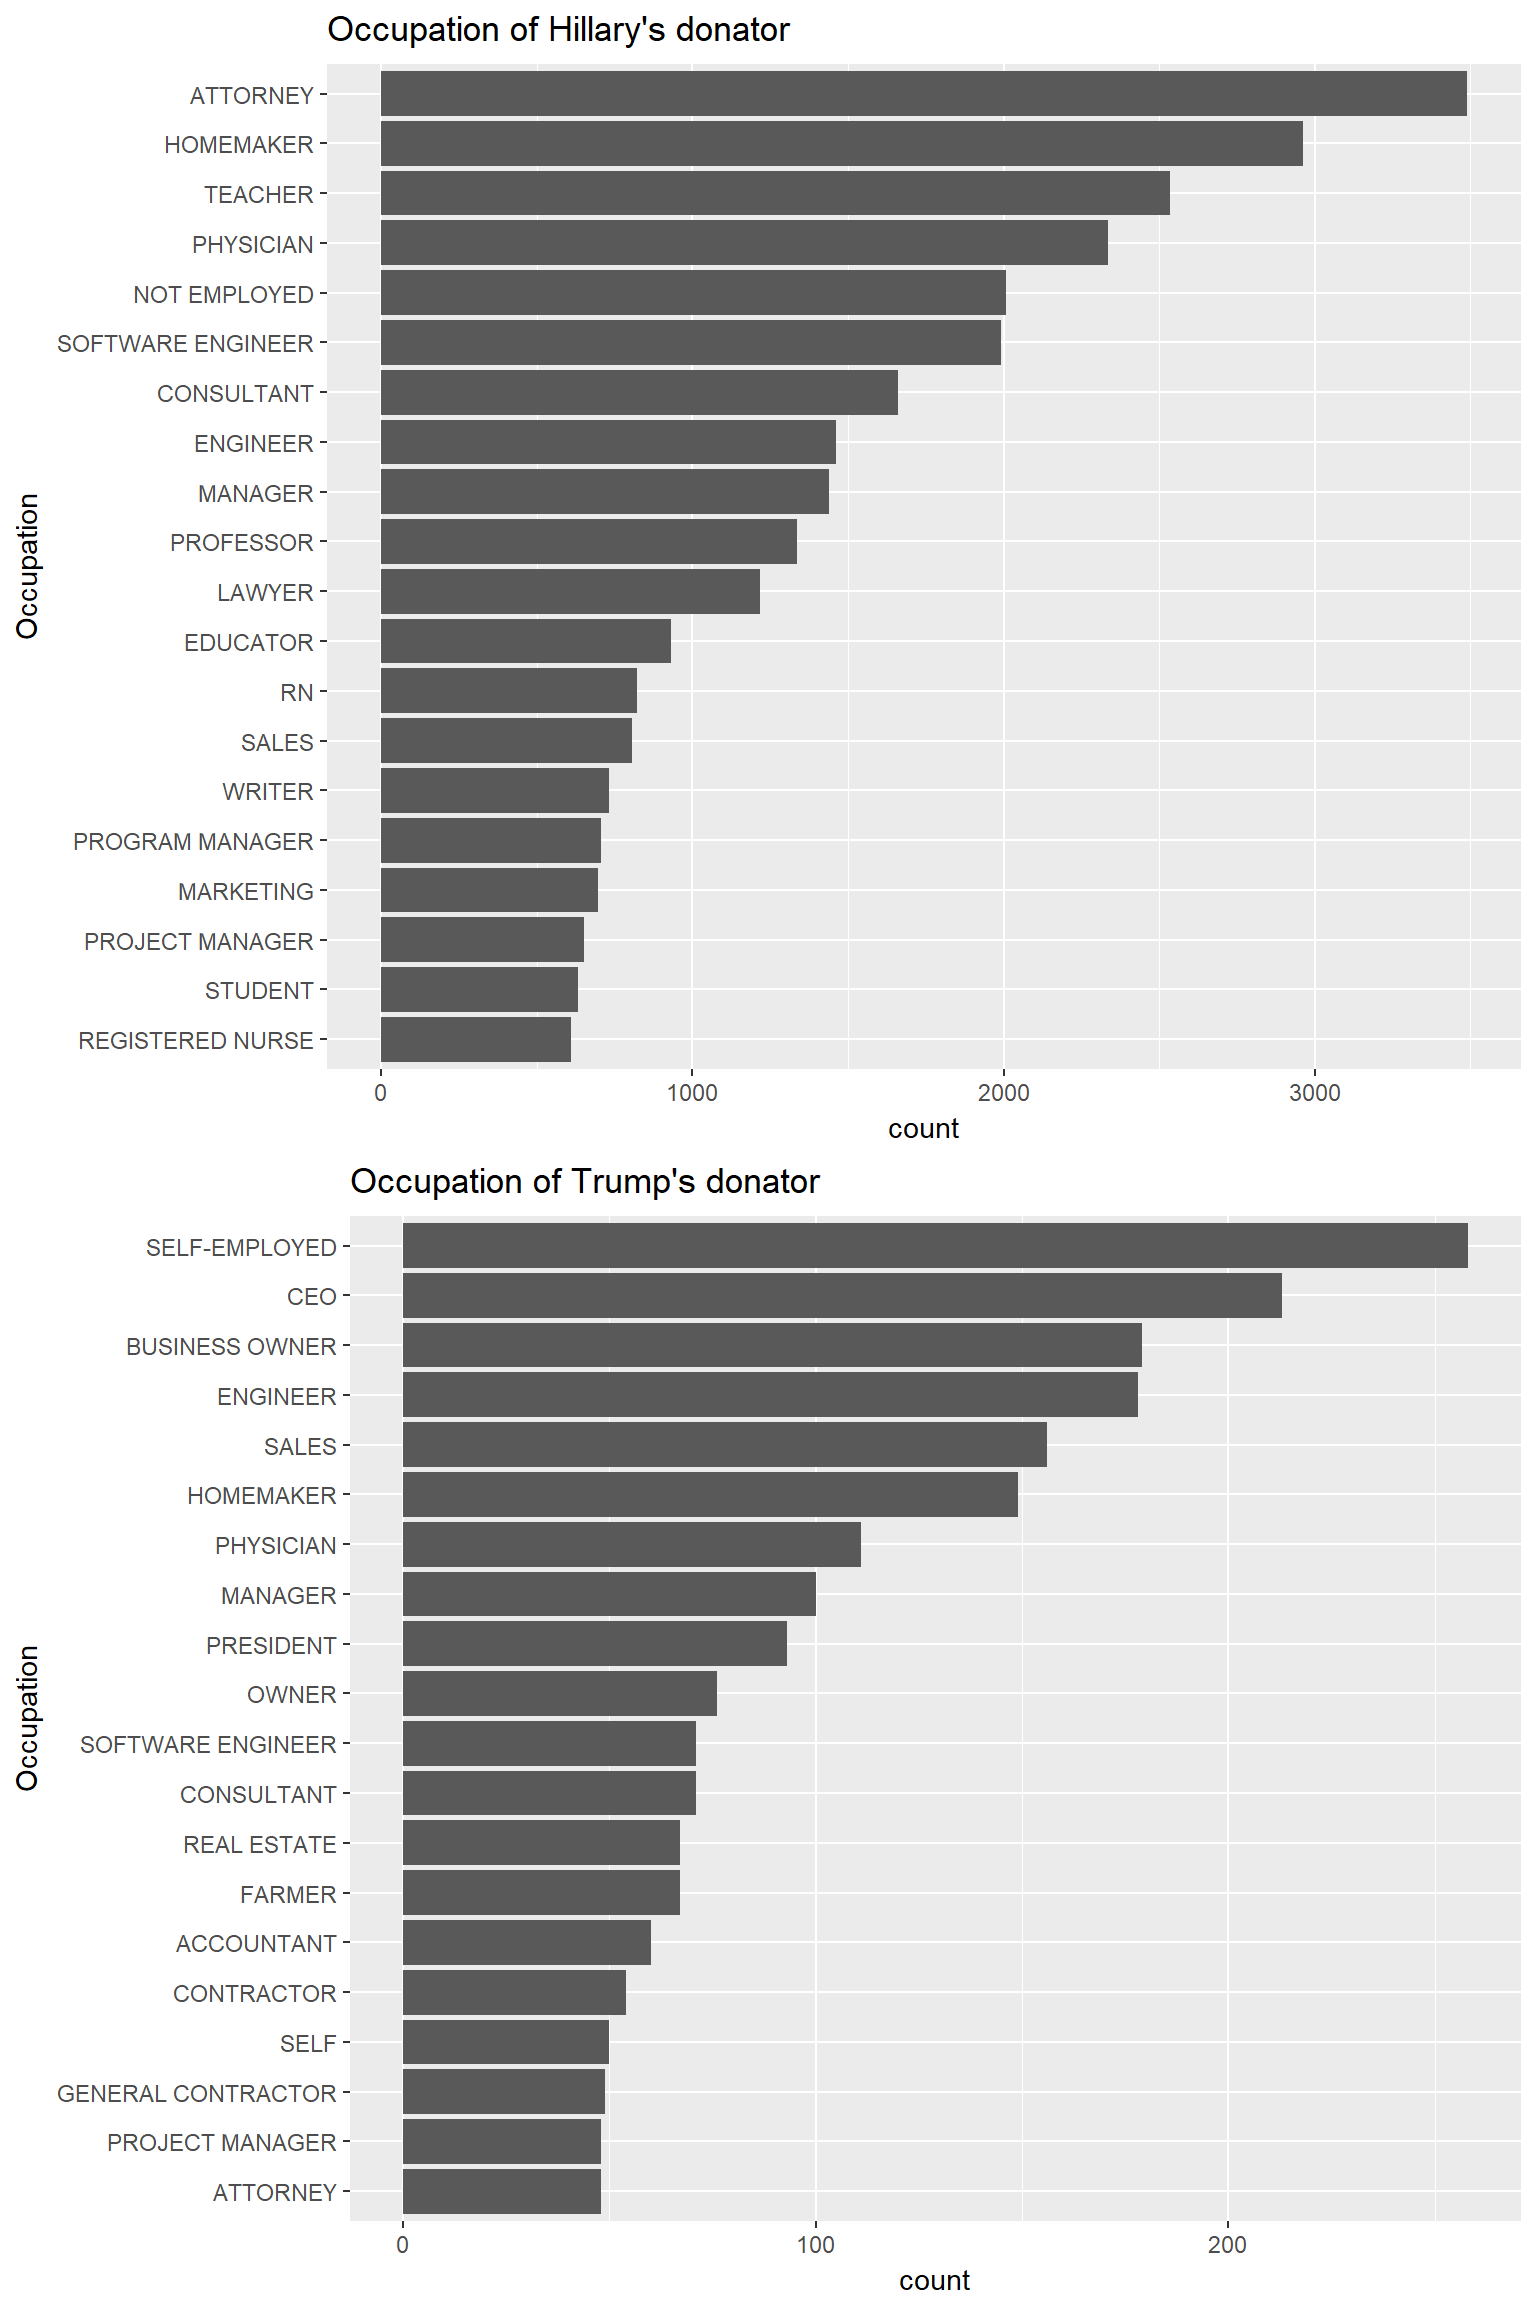 Occupation of Hillary's donator
ATTORNEY
HOMEMAKER
TEACHER
PHYSICIAN
NOT EMPLOYED
SOFTWARE ENGINEER
CONSULTANT
ENGINEER
MANAGER
PROFESSOR
LAWYER
EDUCATOR
RN
SALES
WRITER
PROGRAM MANAGER
MARKETING
PROJECT MANAGER
STUDENT
REGISTERED NURSE
Occupation
0 1000 2000 3000
count
Occupation of Trump's donator
SELF-EMPLOYED
CEO
BUSINESS OWNER
ENGINEER
SALES
HOMEMAKER
PHYSICIAN
MANAGER
PRESIDENT
OWNER
SOFTWARE ENGINEER
CONSULTANT
REAL ESTATE
FARMER
ACCOUNTANT
CONTRACTOR
SELF
GENERAL CONTRACTOR
PROJECT MANAGER
ATTORNEY
Occupation
0 100 200
count